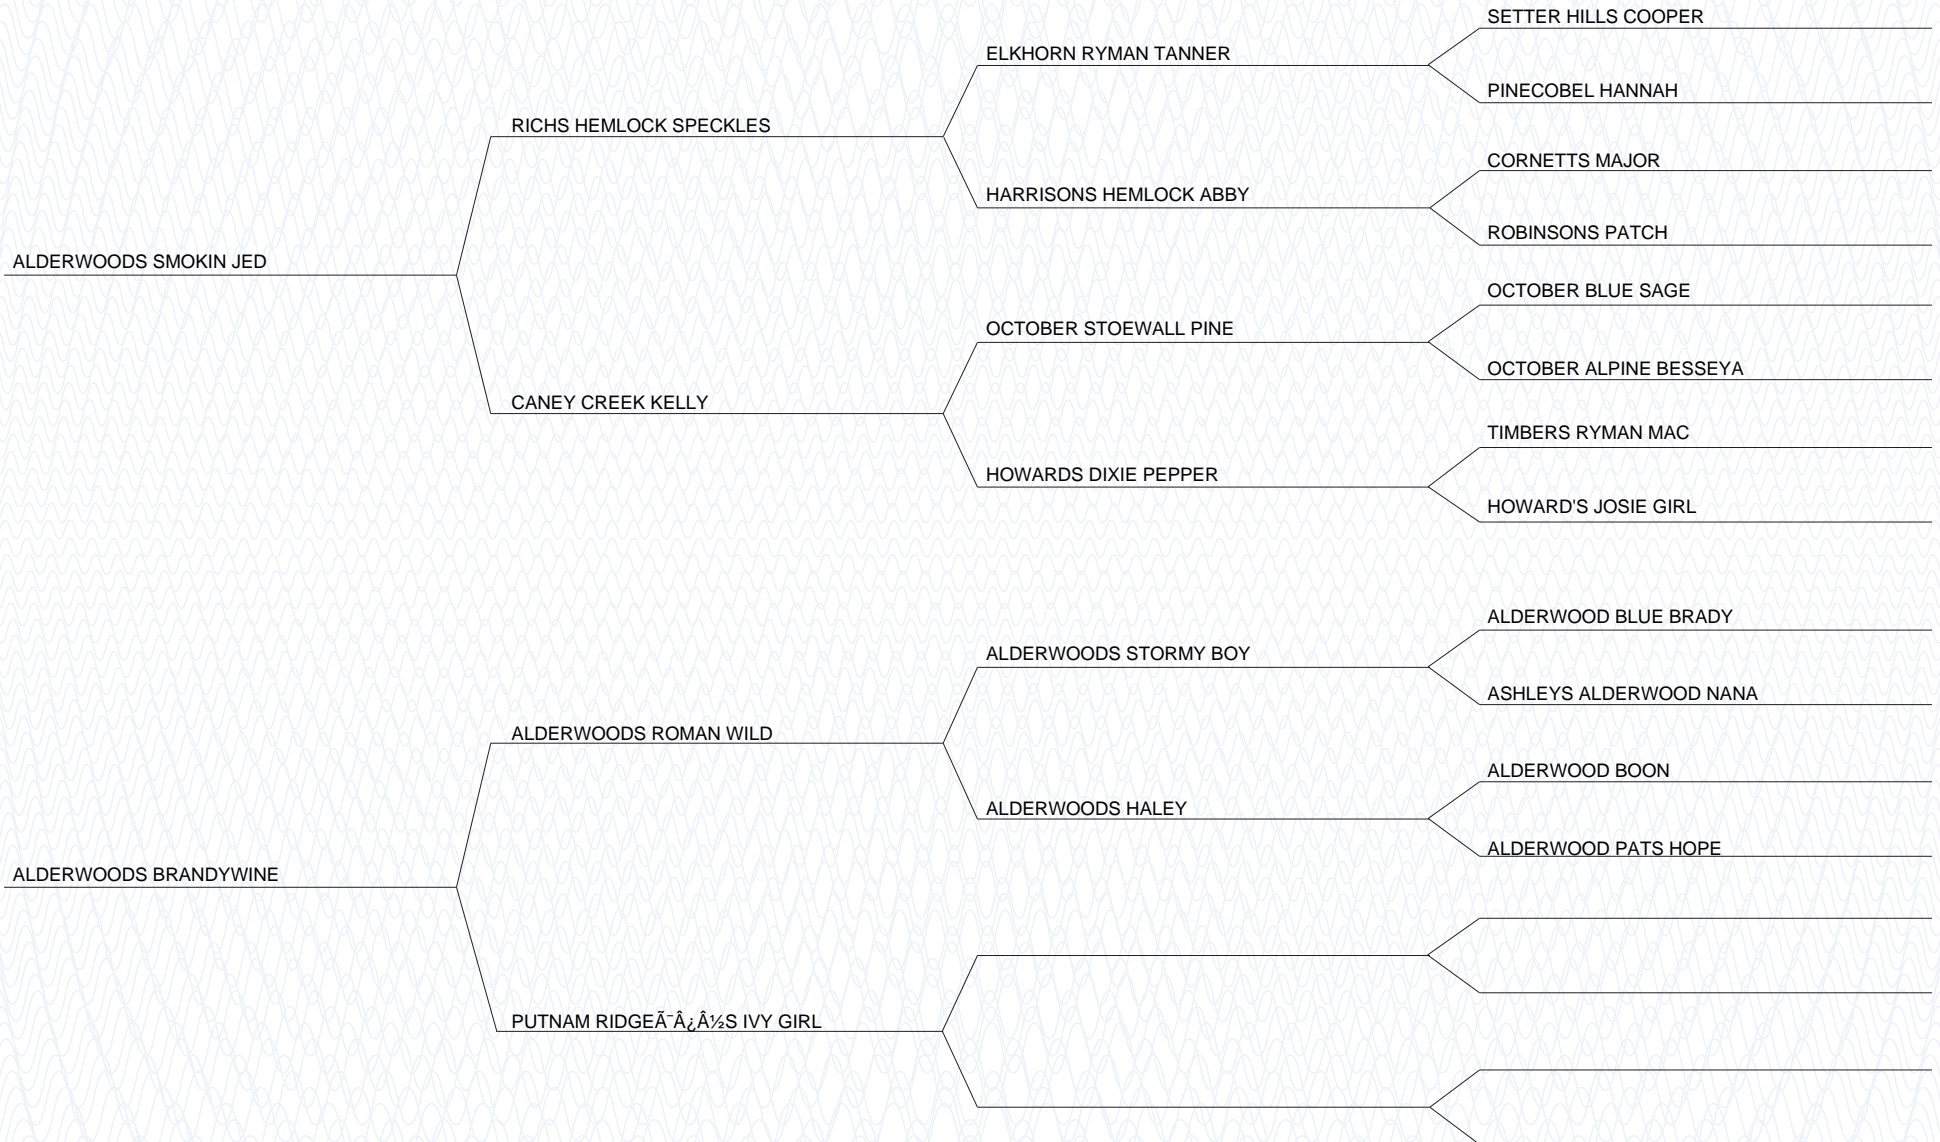 SETTER HILLS COOPER
ELKHORN RYMAN TANNER
PINECOBEL HANNAH
RICHS HEMLOCK SPECKLES
CORNETTS MAJOR
HARRISONS HEMLOCK ABBY
ROBINSONS PATCH
ALDERWOODS SMOKIN JED
OCTOBER BLUE SAGE
OCTOBER STOEWALL PINE
OCTOBER ALPINE BESSEYA
CANEY CREEK KELLY
TIMBERS RYMAN MAC
HOWARDS DIXIE PEPPER
HOWARD'S JOSIE GIRL
ALDERWOOD BLUE BRADY
ALDERWOODS STORMY BOY
ASHLEYS ALDERWOOD NANA
ALDERWOODS ROMAN WILD
ALDERWOOD BOON
ALDERWOODS HALEY
ALDERWOOD PATS HOPE
ALDERWOODS BRANDYWINE
PUTNAM RIDGEÃ¯Â¿Â½S IVY GIRL